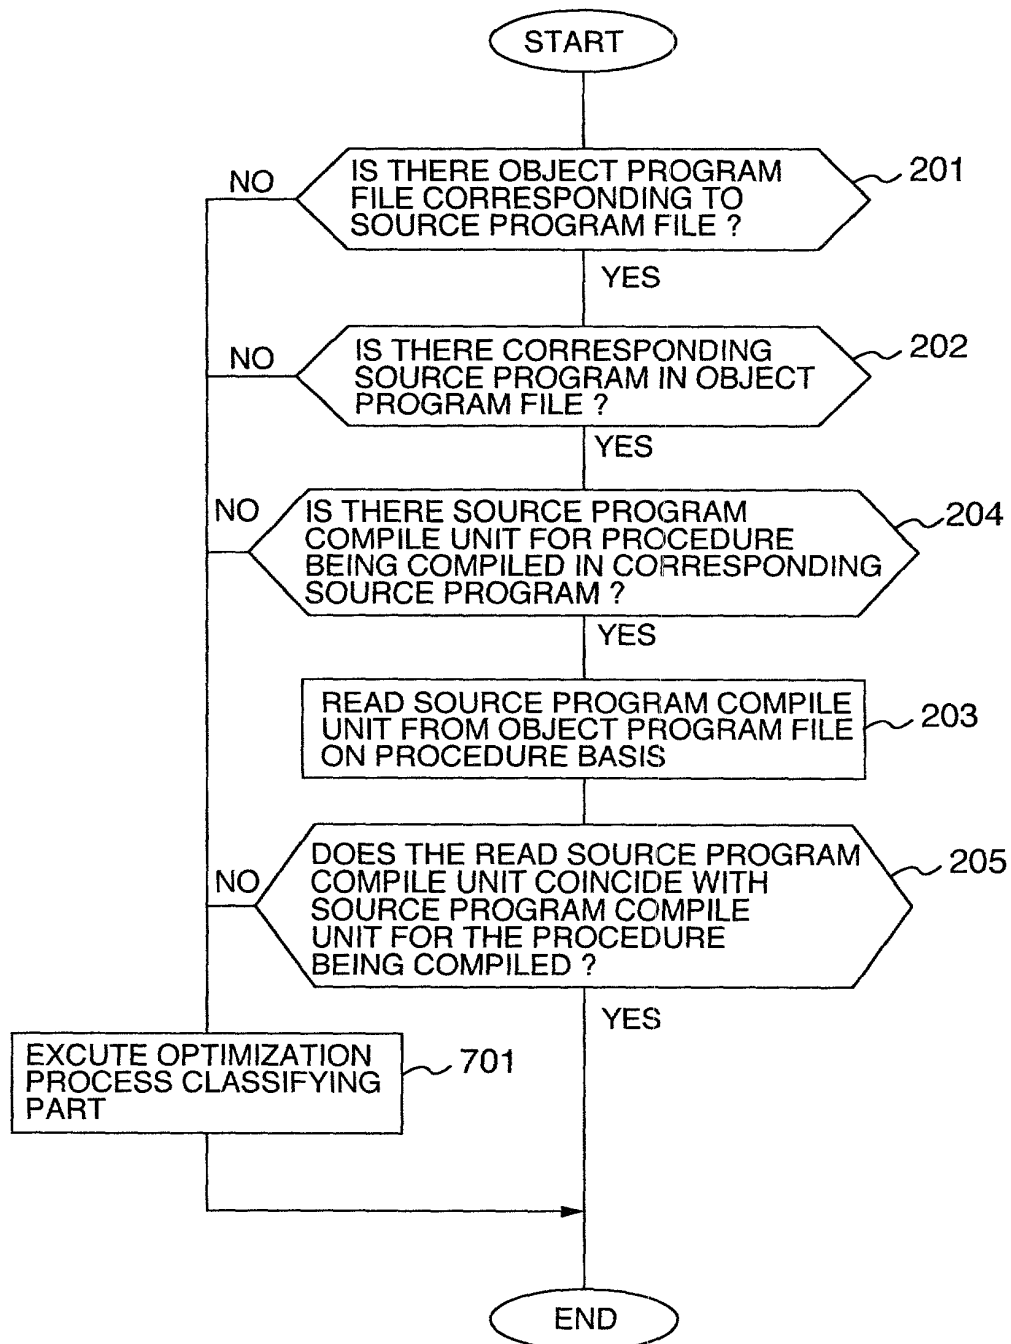 START
IS THERE OBJECT PROGRAM
FILE CORRESPONDING TO
SOURCE PROGRAM FILE ?
201
NO
YES
IS THERE CORRESPONDING
SOURCE PROGRAM IN OBJECT
PROGRAM FILE ?
202
NO
YES
IS THERE SOURCE PROGRAM
COMPILE UNIT FOR PROCEDURE
BEING COMPILED IN CORRESPONDING
SOURCE PROGRAM ?
204
NO
YES
READ SOURCE PROGRAM COMPILE
UNIT FROM OBJECT PROGRAM FILE
ON PROCEDURE BASIS
203
DOES THE READ SOURCE PROGRAM
COMPILE UNIT COINCIDE WITH
SOURCE PROGRAM COMPILE
UNIT FOR THE PROCEDURE
BEING COMPILED ?
205
NO
YES
EXCUTE OPTIMIZATION
PROCESS CLASSIFYING
PART
701
END